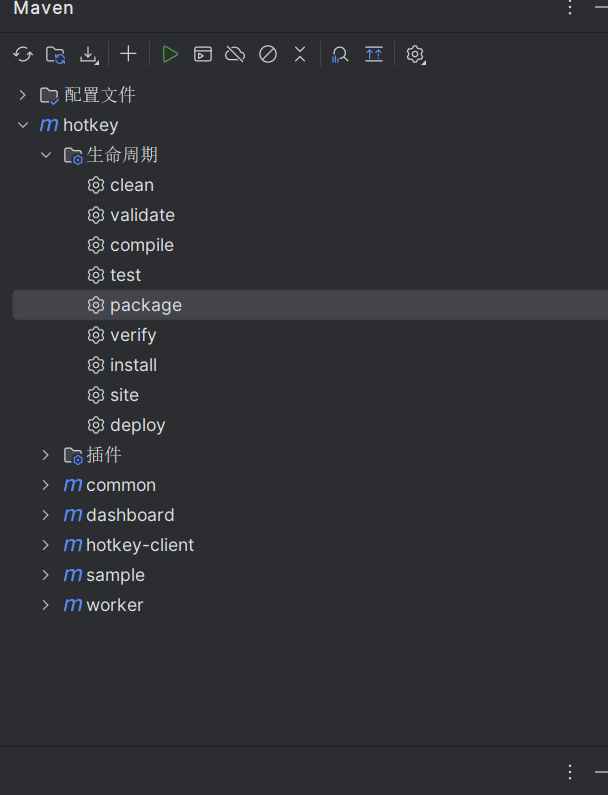 Maven
配置文件
hotkey
生命周期
clean
validate
compile
test
package
verify
install
site
deploy
插件
common
dashboard
hotkey-client
sample
worker